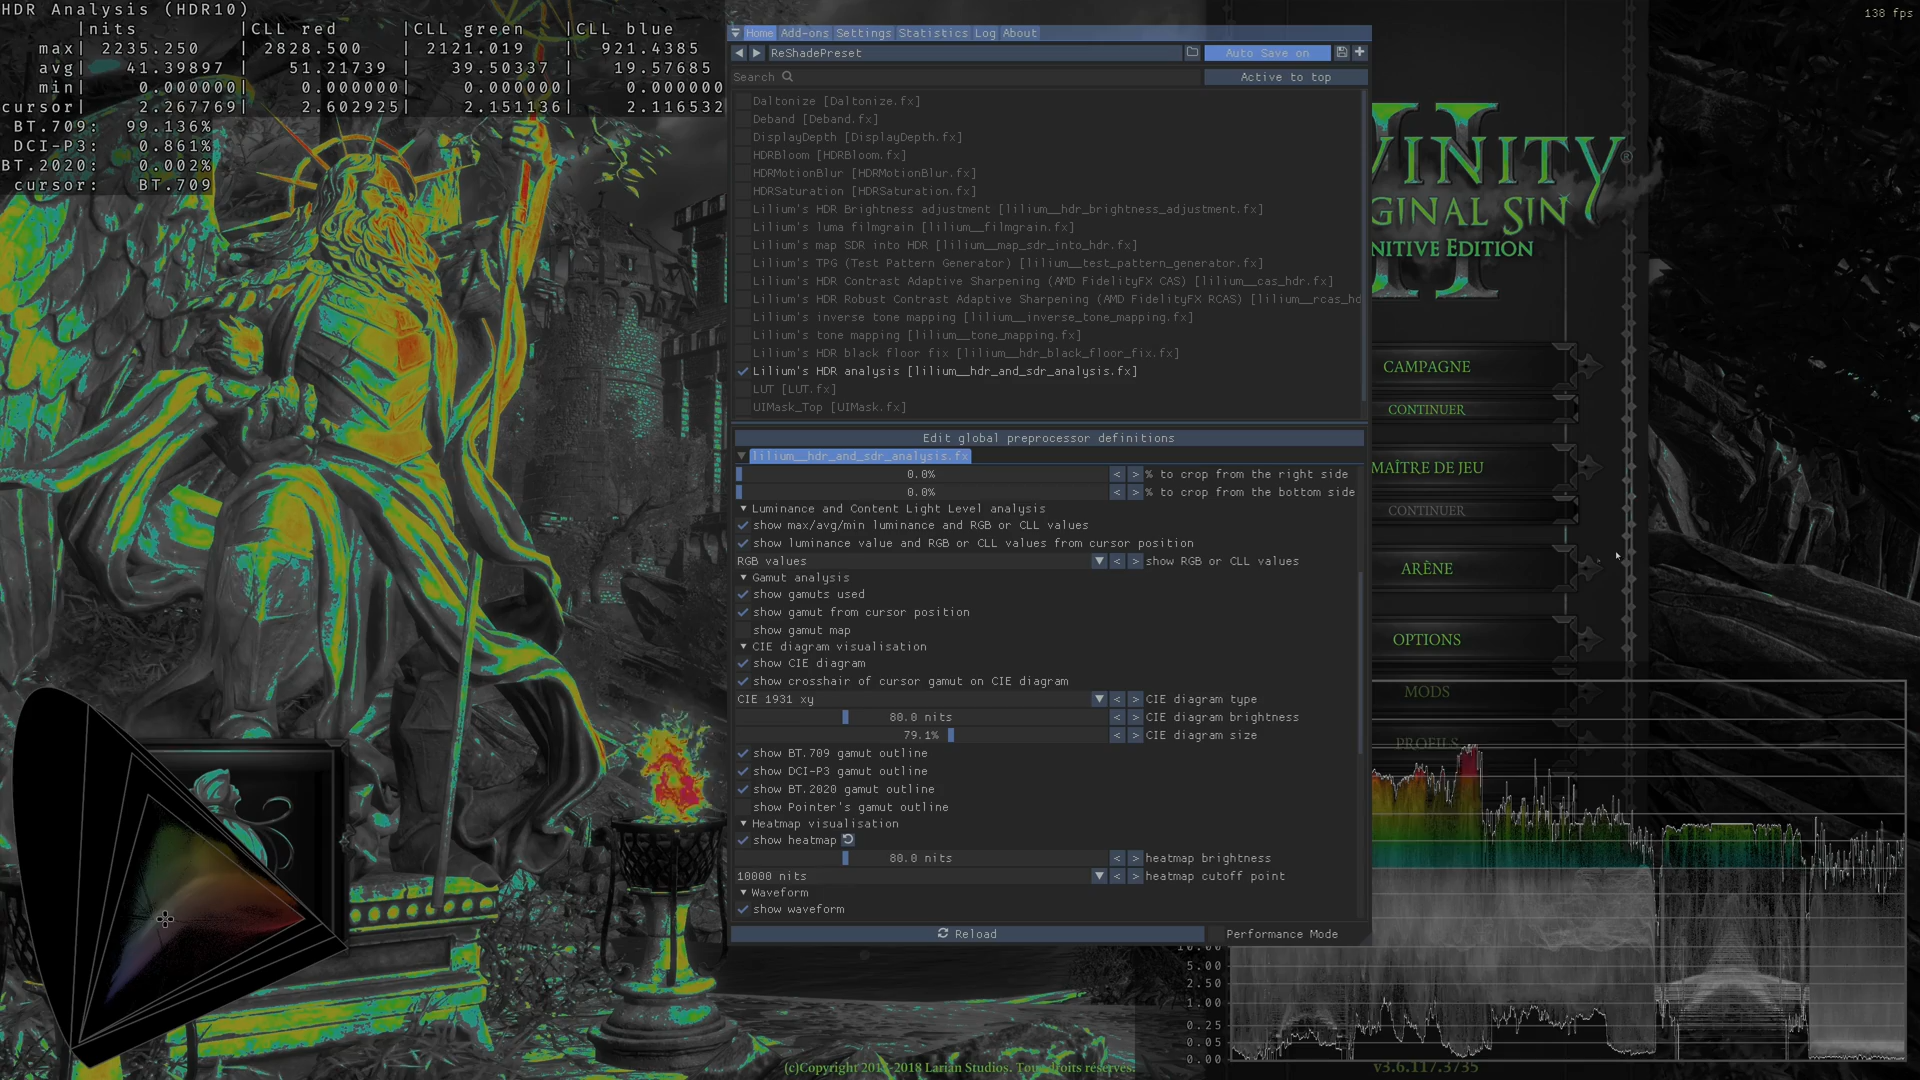 HDR Analysis (HDR10)
|nits |CLL red |CLL green |CLL blue
max| 2235.250 | 2828.500 | 2121.019 | 921.4385
avg| 41.39897 | 51.21739 | 39.50337 | 19.57685
min| 0.000000| 0.000000| 0.000000| 0.000000
cursor| 2.267769| 2.602925| 2.151136| 2.116532
BT.709: 99.136%
DCI-P3: 0.861%
BT.2020: 0.002%
cursor: BT.709
138 fps
Home Add-ons Settings Statistics Log About
ReShadePreset
Auto Save on
Search
Active to top
Daltonize [Daltonize.fx]
Deband [Deband.fx]
DisplayDepth [DisplayDepth.fx]
HDRBloom [HDRBloom.fx]
HDRMotionBlur [HDRMotionBlur.fx]
HDRSaturation [HDRSaturation.fx]
Lilium's HDR Brightness adjustment [lilium__hdr_brightness_adjustment.fx]
Lilium's luma filmgrain [lilium__filmgrain.fx]
Lilium's map SDR into HDR [lilium__map_sdr_into_hdr.fx]
Lilium's TPG (Test Pattern Generator) [lilium__test_pattern_generator.fx]
Lilium's HDR Contrast Adaptive Sharpening (AMD FidelityFX CAS) [lilium__cas_hdr.fx]
Lilium's HDR Robust Contrast Adaptive Sharpening (AMD FidelityFX RCAS) [lilium__rcas_hd
Lilium's inverse tone mapping [lilium__inverse_tone_mapping.fx]
Lilium's tone mapping [lilium__tone_mapping.fx]
Lilium's HDR black floor fix [lilium__hdr_black_floor_fix.fx]
Lilium's HDR analysis [lilium__hdr_and_sdr_analysis.fx]
LUT [LUT.fx]
UIMask_Top [UIMask.fx]
Edit global preprocessor definitions
lilium__hdr_and_sdr_analysis.fx
0.0% < > % to crop from the right side
0.0% < > % to crop from the bottom side
Luminance and Content Light Level analysis
show max/avg/min luminance and RGB or CLL values
show luminance value and RGB or CLL values from cursor position
RGB values < > show RGB or CLL values
Gamut analysis
show gamuts used
show gamut from cursor position
show gamut map
CIE diagram visualisation
show CIE diagram
show crosshair of cursor gamut on CIE diagram
CIE 1931 xy < > CIE diagram type
80.0 nits < > CIE diagram brightness
79.1% < > CIE diagram size
show BT.709 gamut outline
show DCI-P3 gamut outline
show BT.2020 gamut outline
show Pointer's gamut outline
Heatmap visualisation
show heatmap
80.0 nits < > heatmap brightness
10000 nits < > heatmap cutoff point
Waveform
show waveform
Reload
Performance Mode
VINITY®
GINAL SIN
NITIVE EDITION
II
CAMPAGNE
CONTINUER
MAÎTRE DE JEU
CONTINUER
ARÈNE
OPTIONS
MODS
PROFILS
10.00
5.00
2.50
1.00
0.25
0.05
0.00
-2018 Larian Studios.
droits réservés.
v3.6.117.3735